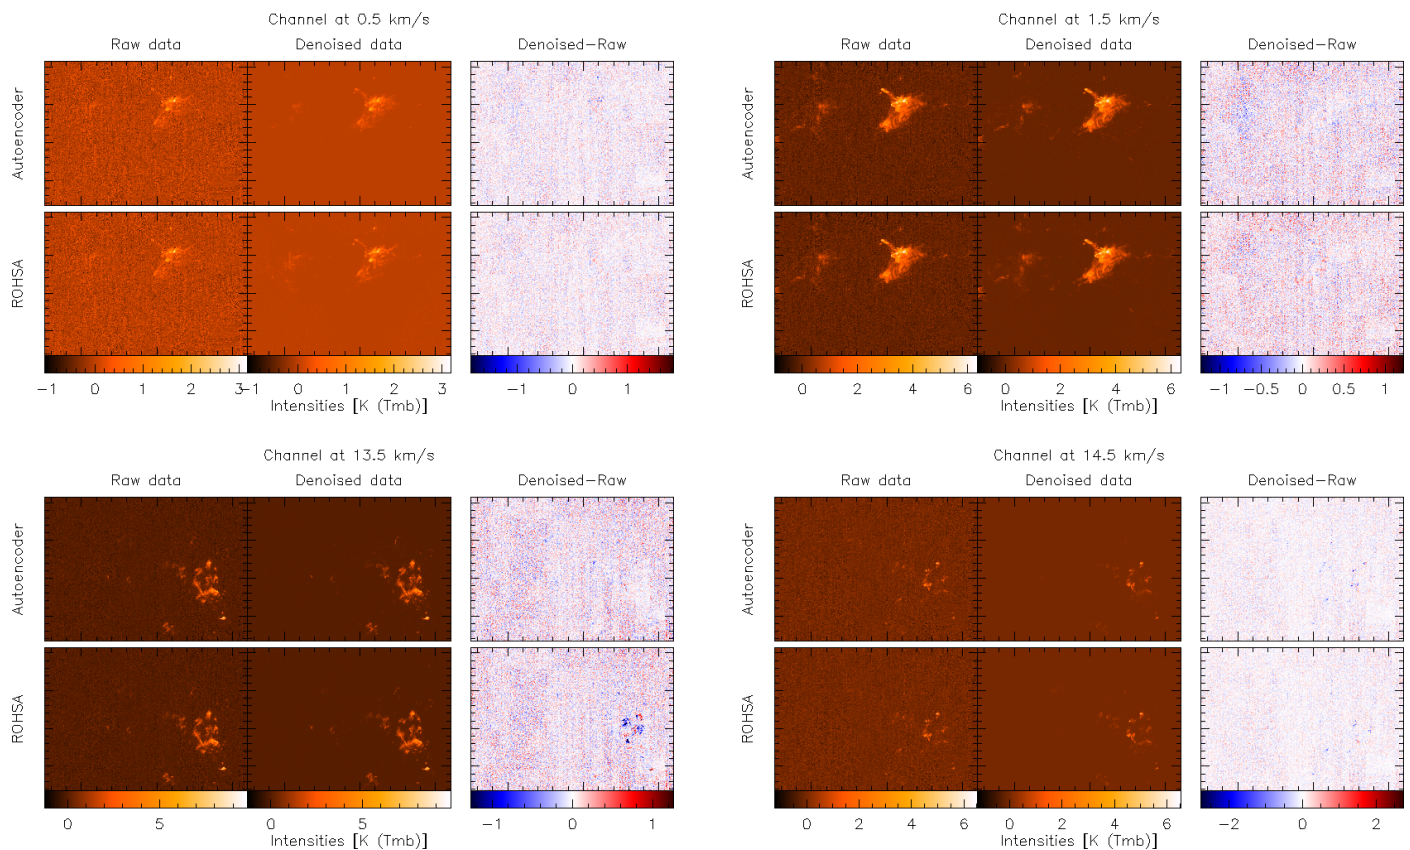 Channel at 0.5 km/s
Raw data Denoised data Denoised-Raw
Autoencoder
ROHSA
-1 0 1 2 3 -1 0 1 2 3 -1 0 1
Intensities [K (Tmb)]
Channel at 1.5 km/s
Raw data Denoised data Denoised-Raw
Autoencoder
ROHSA
0 2 4 6 0 2 4 6 -1 -0.5 0 0.5 1
Intensities [K (Tmb)]
Channel at 13.5 km/s
Raw data Denoised data Denoised-Raw
Autoencoder
ROHSA
0 5 0 5 -1 0 1
Intensities [K (Tmb)]
Channel at 14.5 km/s
Raw data Denoised data Denoised-Raw
Autoencoder
ROHSA
0 2 4 6 0 2 4 6 -2 0 2
Intensities [K (Tmb)]